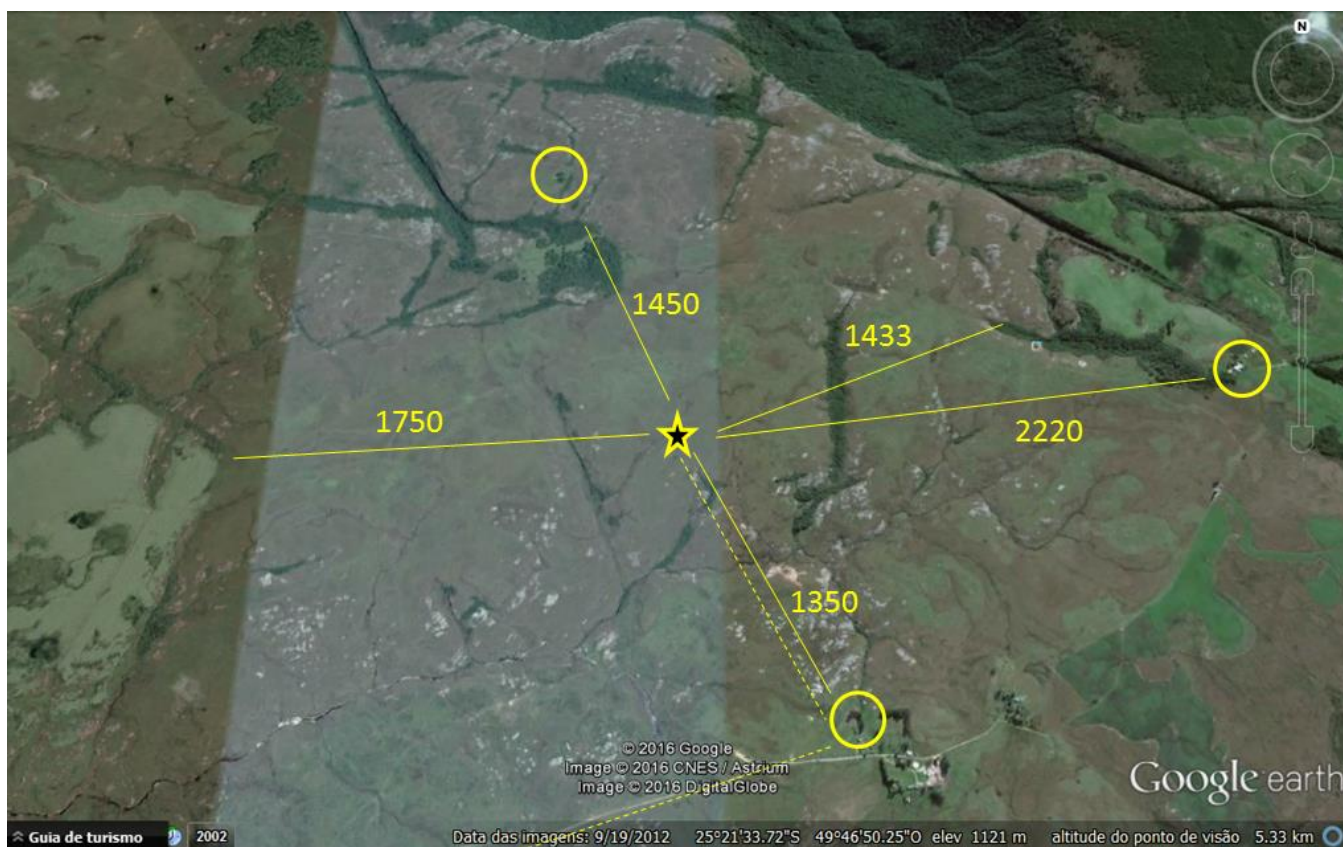 N
1450
1433
1750
2220
1350
© 2016 Google
Image © 2016 CNES / Astrium
Image © 2016 DigitalGlobe
Google earth
Guia de turismo 2002 Data das imagens: 9/19/2012 25°21'33.72"S 49°46'50.25"O elev 1121 m altitude do ponto de visão 5.33 km